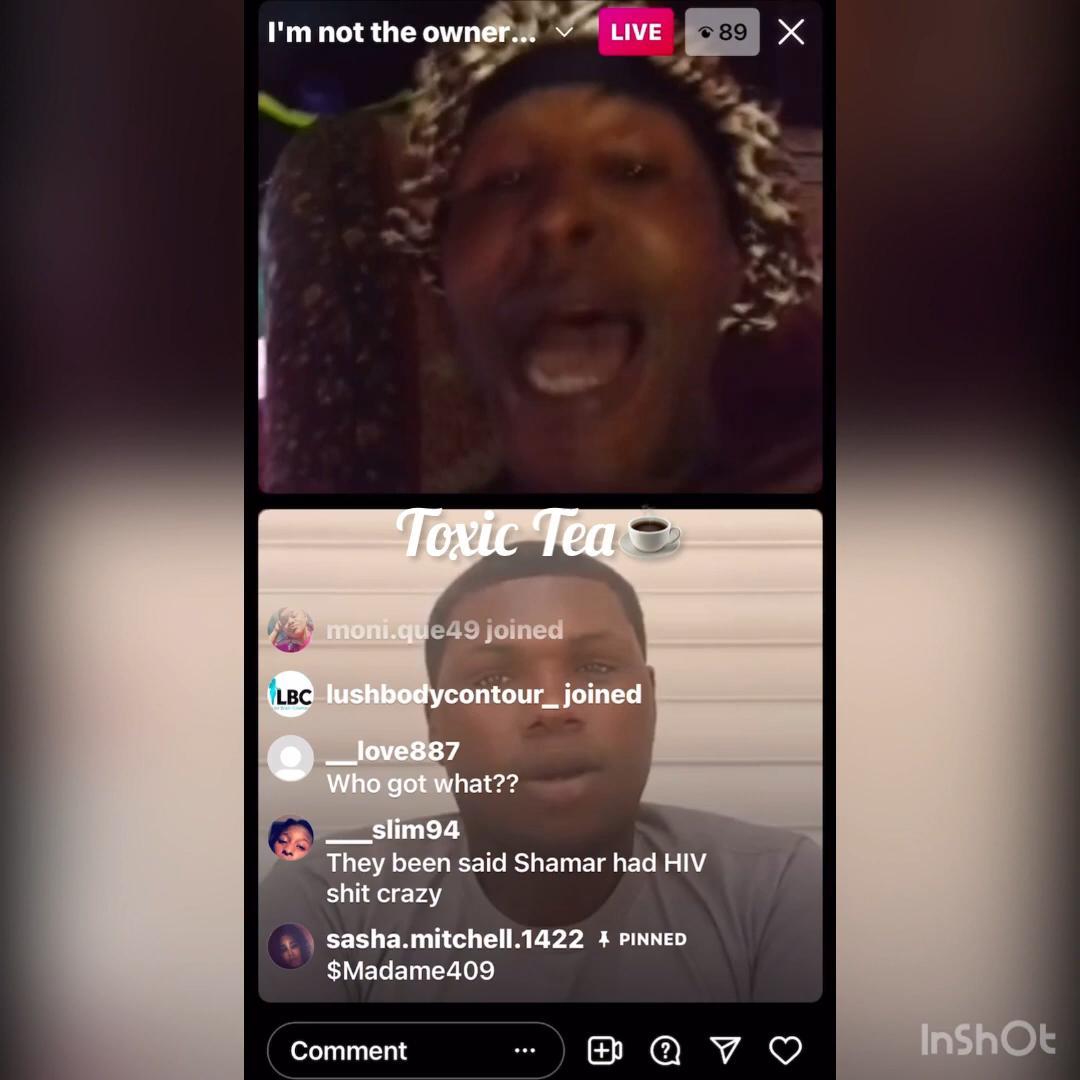 I'm not the owner...
LIVE
89
Toxic Tea
moni.que49 joined
LBC
lushbodycontour_ joined
__love887
Who got what??
___slim94
They been said Shamar had HIV
shit crazy
sasha.mitchell.1422 PINNED
$Madame409
Comment
InShOt